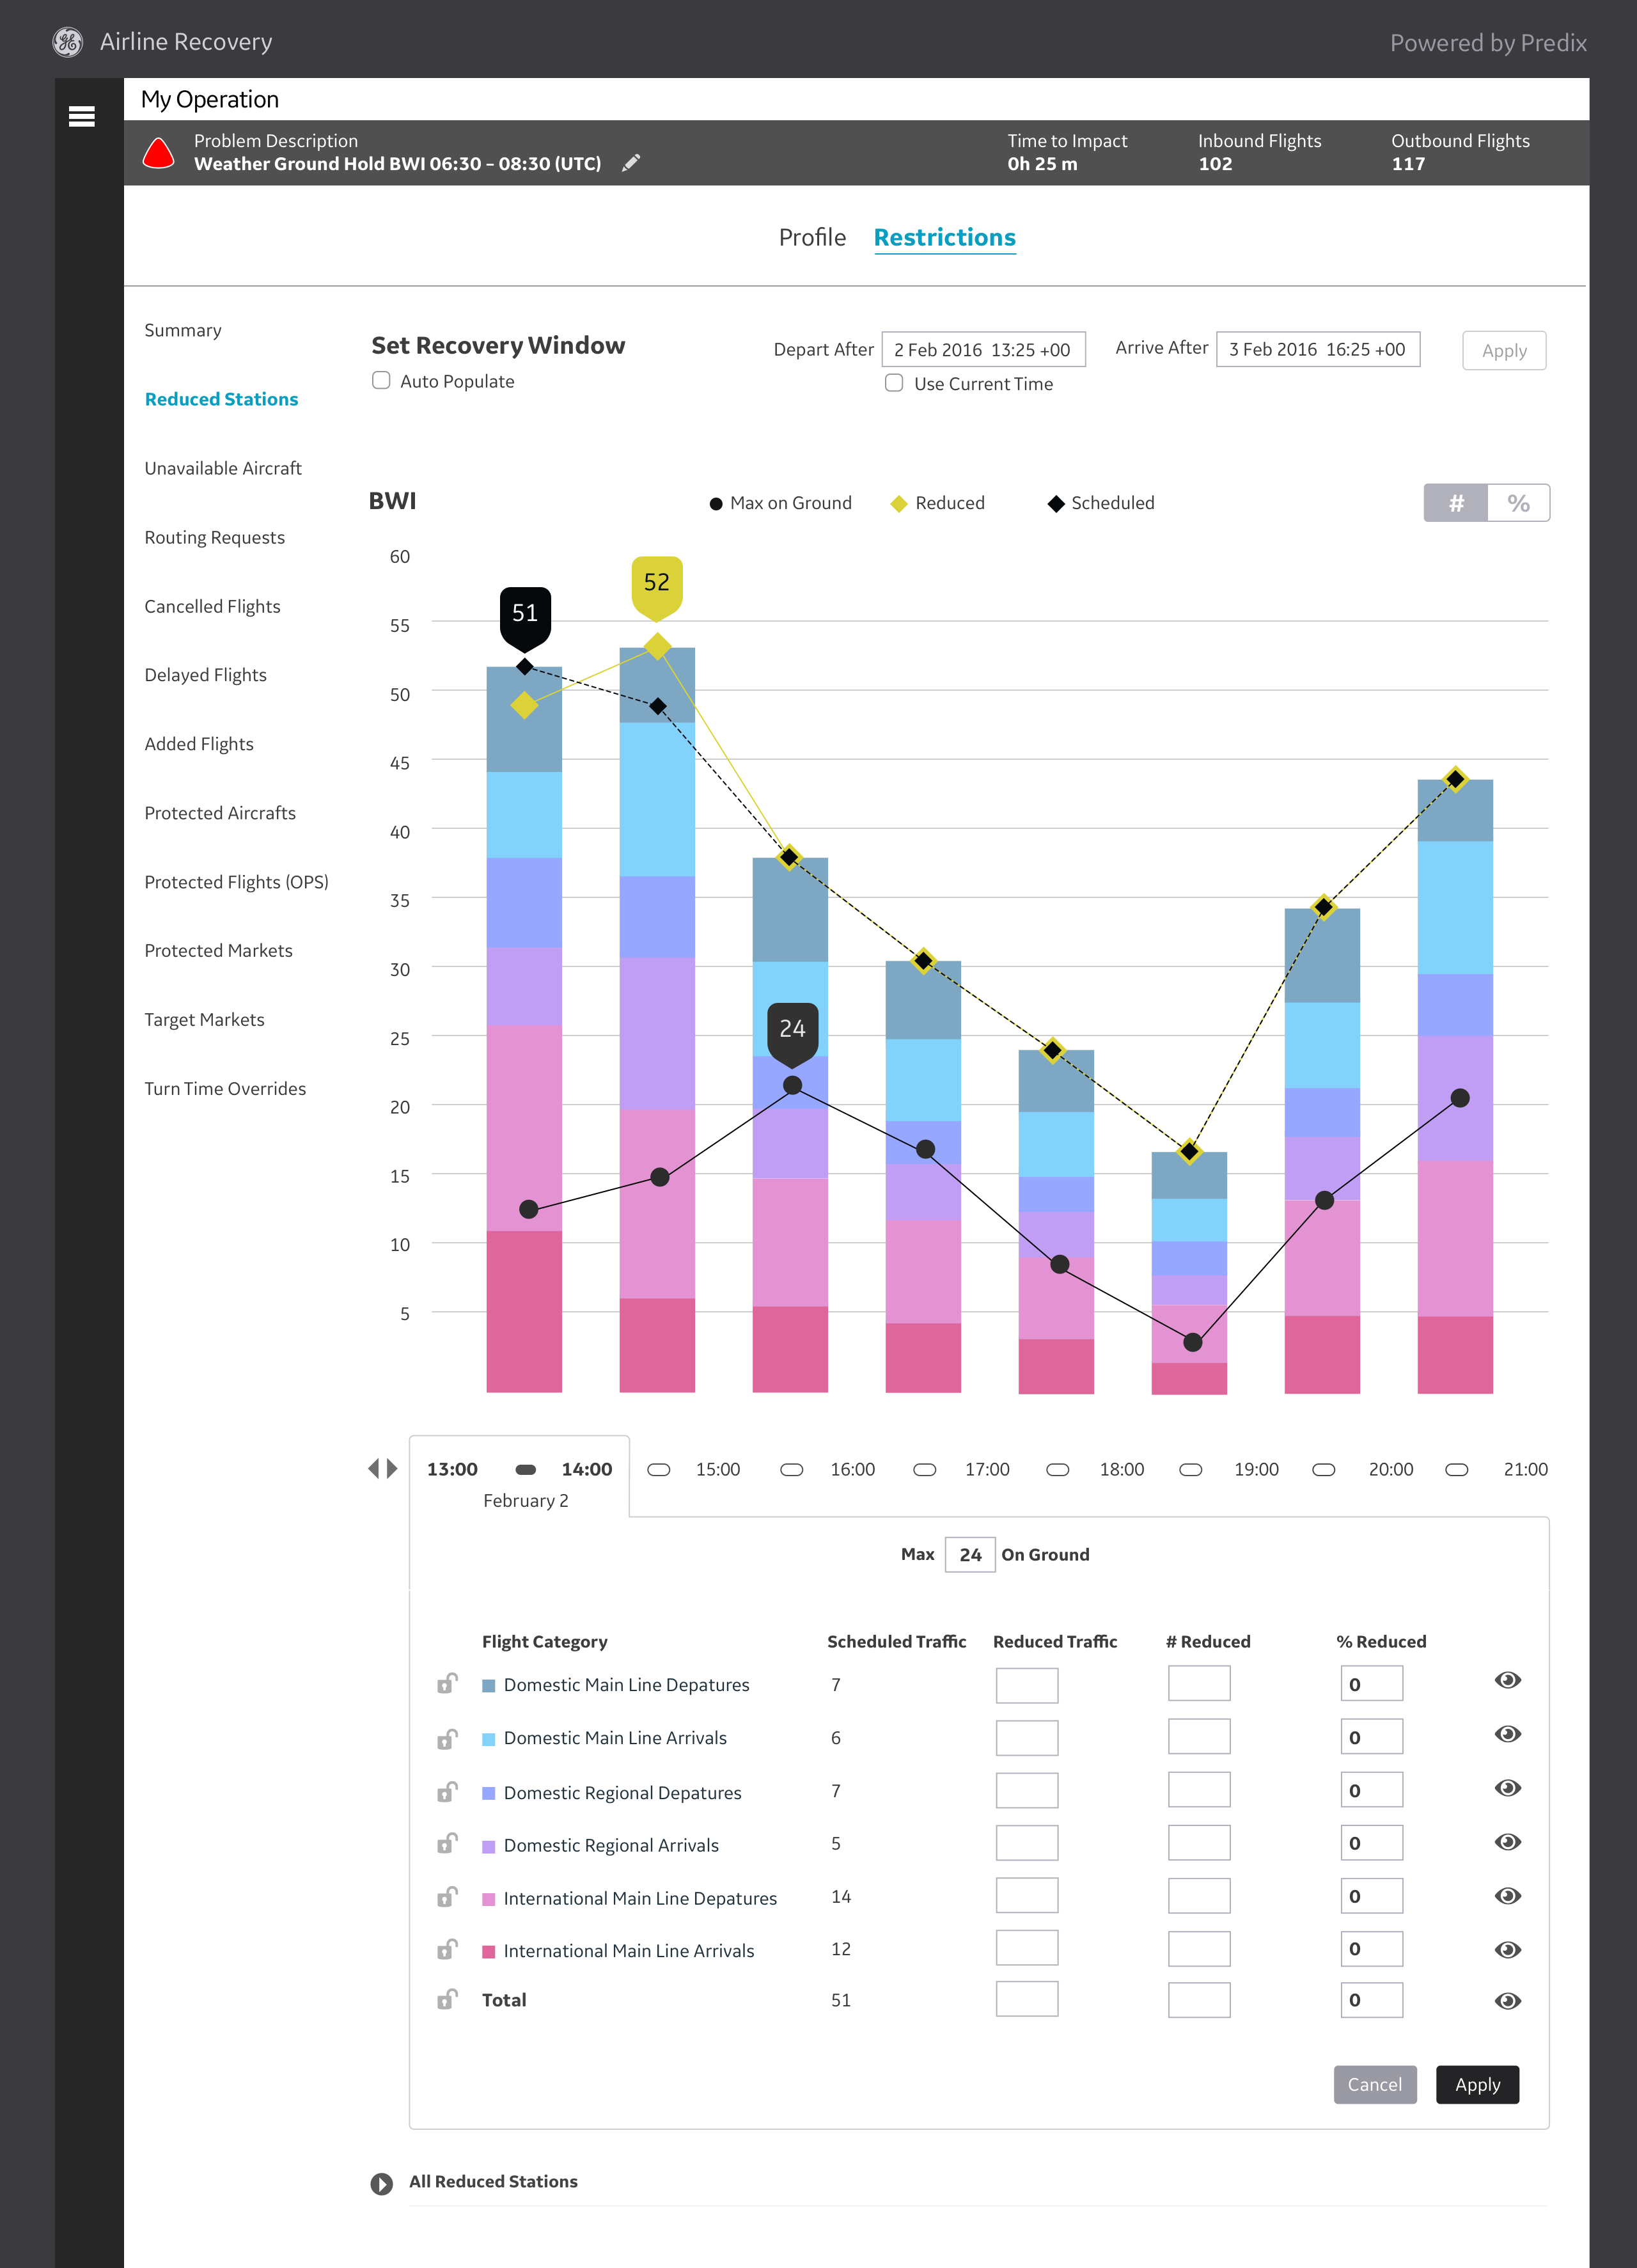 Airline Recovery
Powered by Predix
My Operation
Problem Description
Weather Ground Hold BWI 06:30 – 08:30 (UTC)
Time to Impact
0h 25 m
Inbound Flights
102
Outbound Flights
117
Profile Restrictions
Summary
Reduced Stations
Unavailable Aircraft
Routing Requests
Cancelled Flights
Delayed Flights
Added Flights
Protected Aircrafts
Protected Flights (OPS)
Protected Markets
Target Markets
Turn Time Overrides
Set Recovery Window
Auto Populate
Depart After 2 Feb 2016 13:25 +00
Use Current Time
Arrive After 3 Feb 2016 16:25 +00
Apply
BWI
Max on Ground Reduced Scheduled
# %
60
55
50
45
40
35
30
25
20
15
10
5
51
52
24
13:00 14:00 15:00 16:00 17:00 18:00 19:00 20:00 21:00
February 2
Max 24 On Ground
Flight Category Scheduled Traffic Reduced Traffic # Reduced % Reduced
Domestic Main Line Depatures 7 0
Domestic Main Line Arrivals 6 0
Domestic Regional Depatures 7 0
Domestic Regional Arrivals 5 0
International Main Line Depatures 14 0
International Main Line Arrivals 12 0
Total 51 0
Cancel Apply
All Reduced Stations